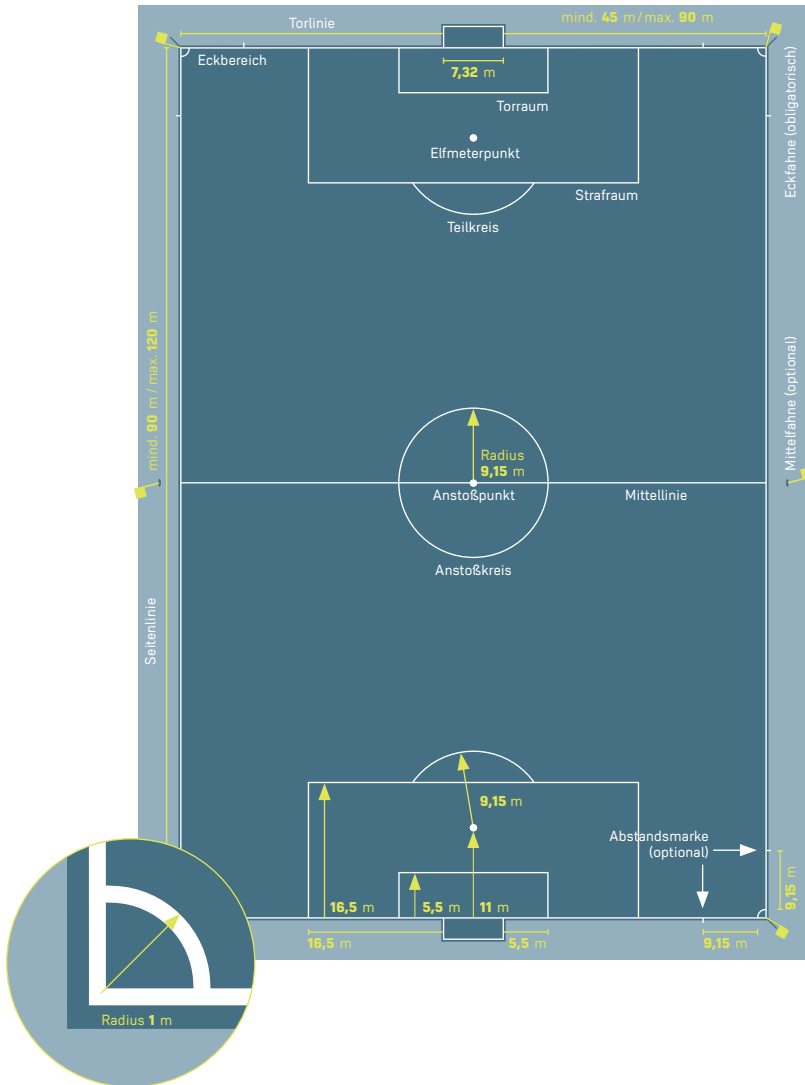 Torlinie
mind. 45 m/max. 90 m
Eckbereich
7,32 m
Torraum
Eckfahne (obligatorisch)
Elfmeterpunkt
Strafraum
Teilkreis
mind. 90 m / max. 120 m
Mittelfahne (optional)
Radius
9,15 m
Anstoßpunkt
Mittellinie
Anstoßkreis
Seitenlinie
9,15 m
Abstandsmarke
(optional)
9,15 m
16,5 m
5,5 m
11 m
16,5 m
5,5 m
9,15 m
Radius 1 m